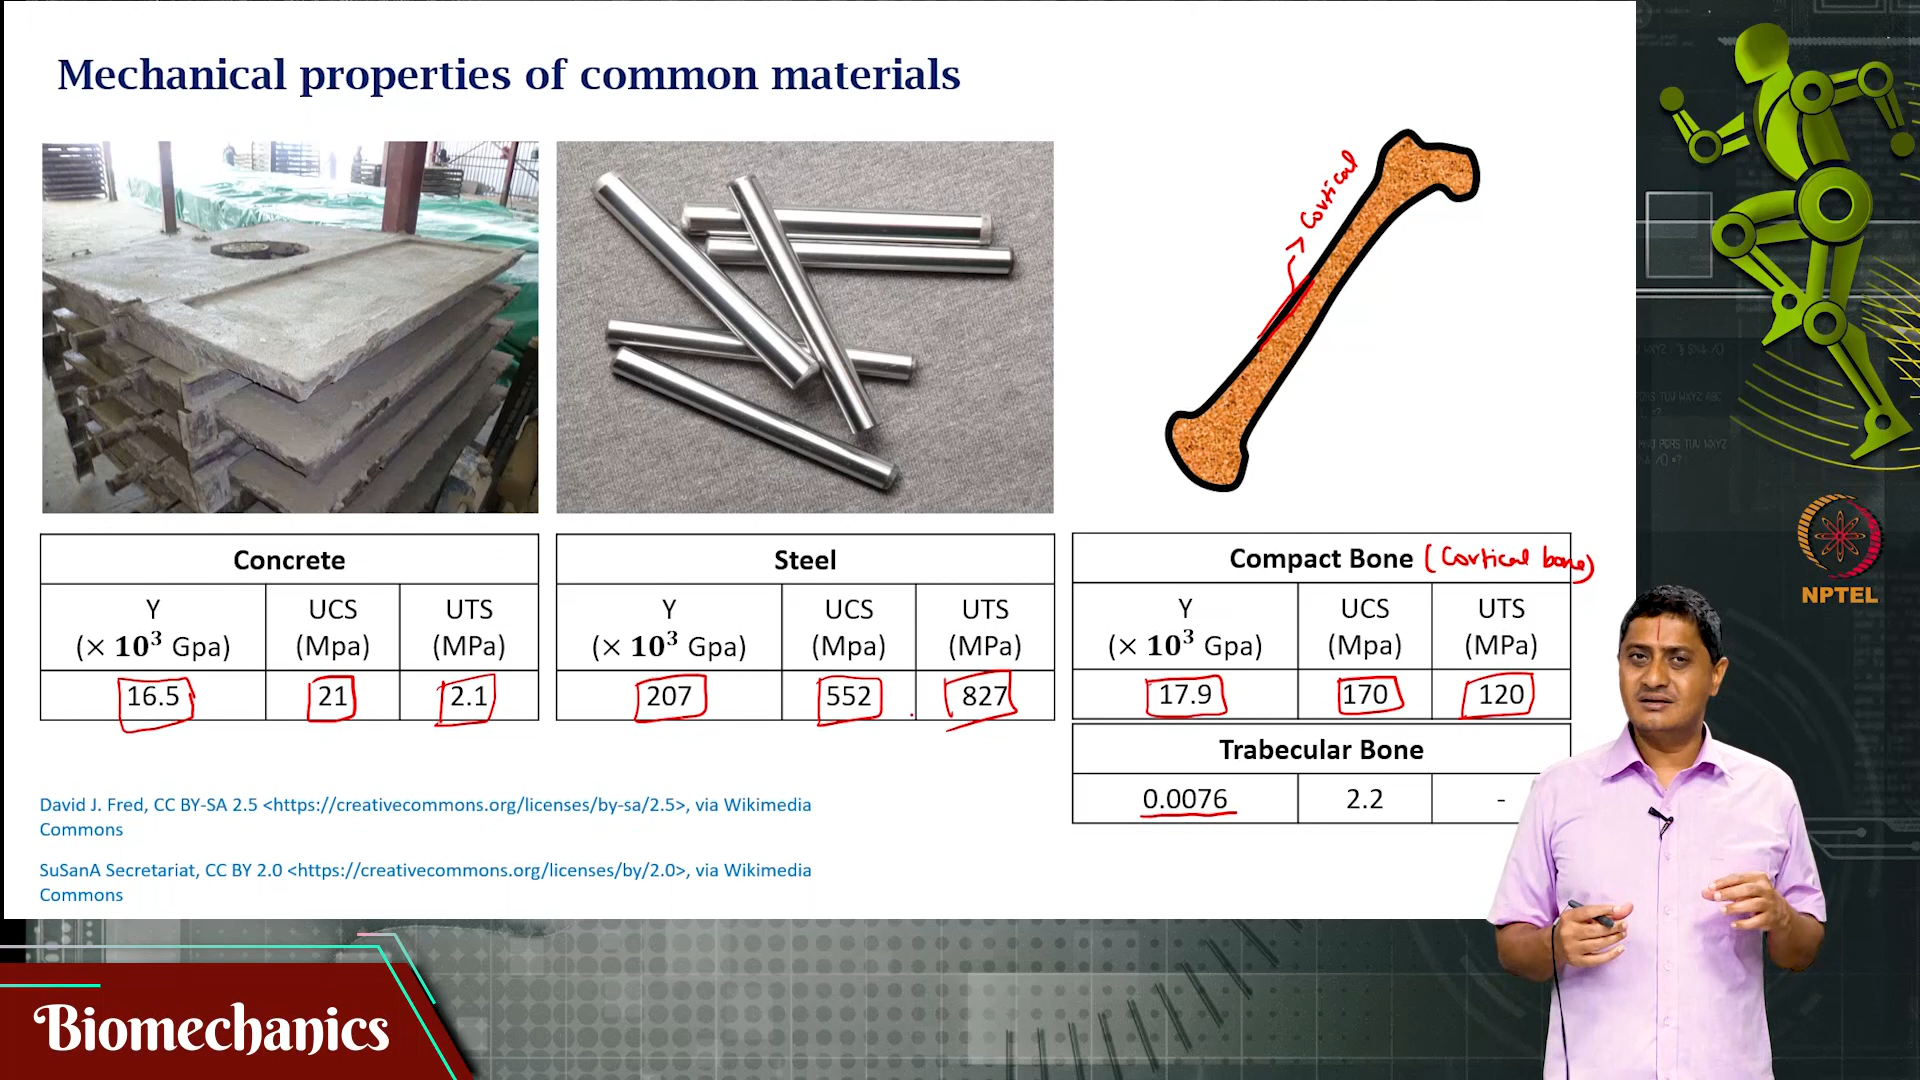 Mechanical properties of common materials
Cortical
Concrete
Y UCS UTS
(× 10³ Gpa) (Mpa) (MPa)
16.5 21 2.1
Steel
Y UCS UTS
(× 10³ Gpa) (Mpa) (MPa)
207 552 827
Compact Bone (Cortical bone)
Y UCS UTS
(× 10³ Gpa) (Mpa) (MPa)
17.9 170 120
Trabecular Bone
0.0076 2.2 -
David J. Fred, CC BY-SA 2.5 <https://creativecommons.org/licenses/by-sa/2.5>, via Wikimedia
Commons
SuSanA Secretariat, CC BY 2.0 <https://creativecommons.org/licenses/by/2.0>, via Wikimedia
Commons
NPTEL
Biomechanics